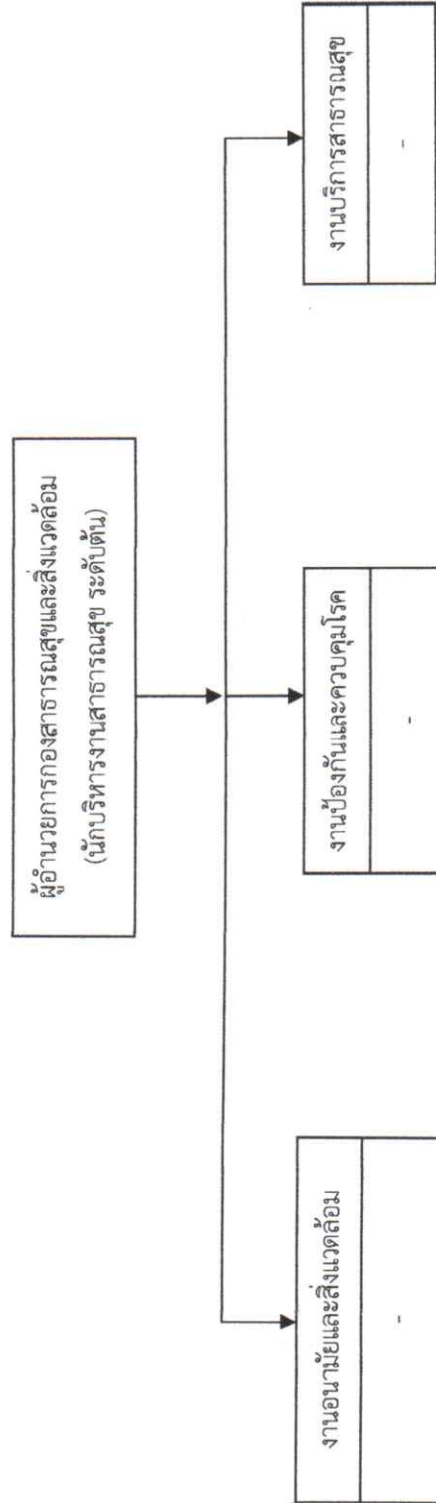 ผู้อำนวยการกองสาธารณสุขและสิ่งแวดล้อม
(นักบริหารงานสาธารณสุข ระดับต้น)
งานอนามัยและสิ่งแวดล้อม
-
งานป้องกันและควบคุมโรค
-
งานบริการสาธารณสุข
-